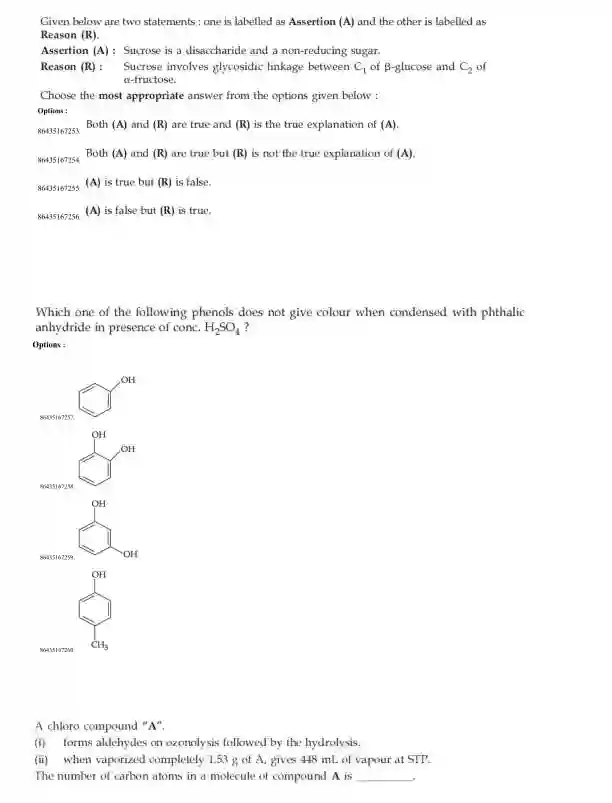 Given below are two statements : one is labelled as Assertion (A) and the other is labelled as
Reason (R).
Assertion (A) : Sucrose is a disaccharide and a non-reducing sugar.
Reason (R) : Sucrose involves glycosidic linkage between C₁ of β-glucose and C₂ of
α-fructose.
Choose the most appropriate answer from the options given below :
Options :
86435167253. Both (A) and (R) are true and (R) is the true explanation of (A).
86435167254. Both (A) and (R) are true but (R) is not the true explanation of (A).
86435167255. (A) is true but (R) is false.
86435167256. (A) is false but (R) is true.
Which one of the following phenols does not give colour when condensed with phthalic
anhydride in presence of conc. H₂SO₄ ?
Options :
OH
86435167257.
OH
OH
86435167258.
OH
OH
86435167259.
OH
CH₃
86435167260.
A chloro compound "A".
(i) forms aldehydes on ozonolysis followed by the hydrolysis.
(ii) when vaporized completely 1.53 g of A, gives 448 mL of vapour at STP.
The number of carbon atoms in a molecule of compound A is ________.